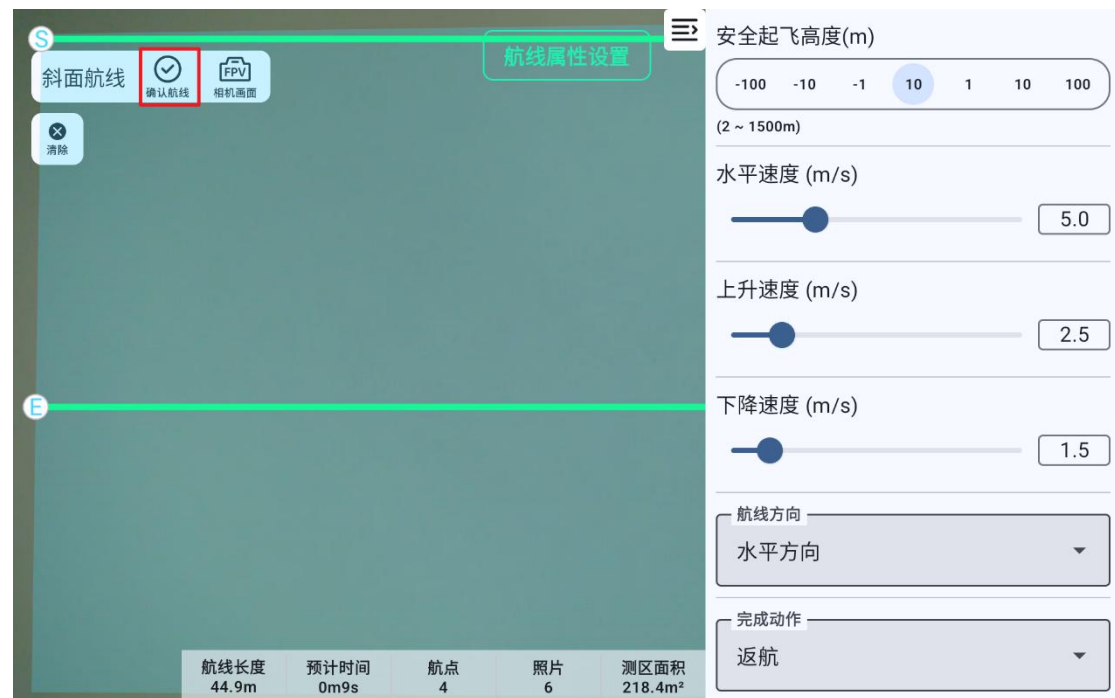 S
斜面航线
确认航线
FPV
相机画面
航线属性设置
清除
E
航线长度 预计时间 航点 照片 测区面积
44.9m 0m9s 4 6 218.4m²
安全起飞高度(m)
-100 -10 -1 10 1 10 100
(2 ~ 1500m)
水平速度 (m/s)
5.0
上升速度 (m/s)
2.5
下降速度 (m/s)
1.5
航线方向
水平方向
完成动作
返航